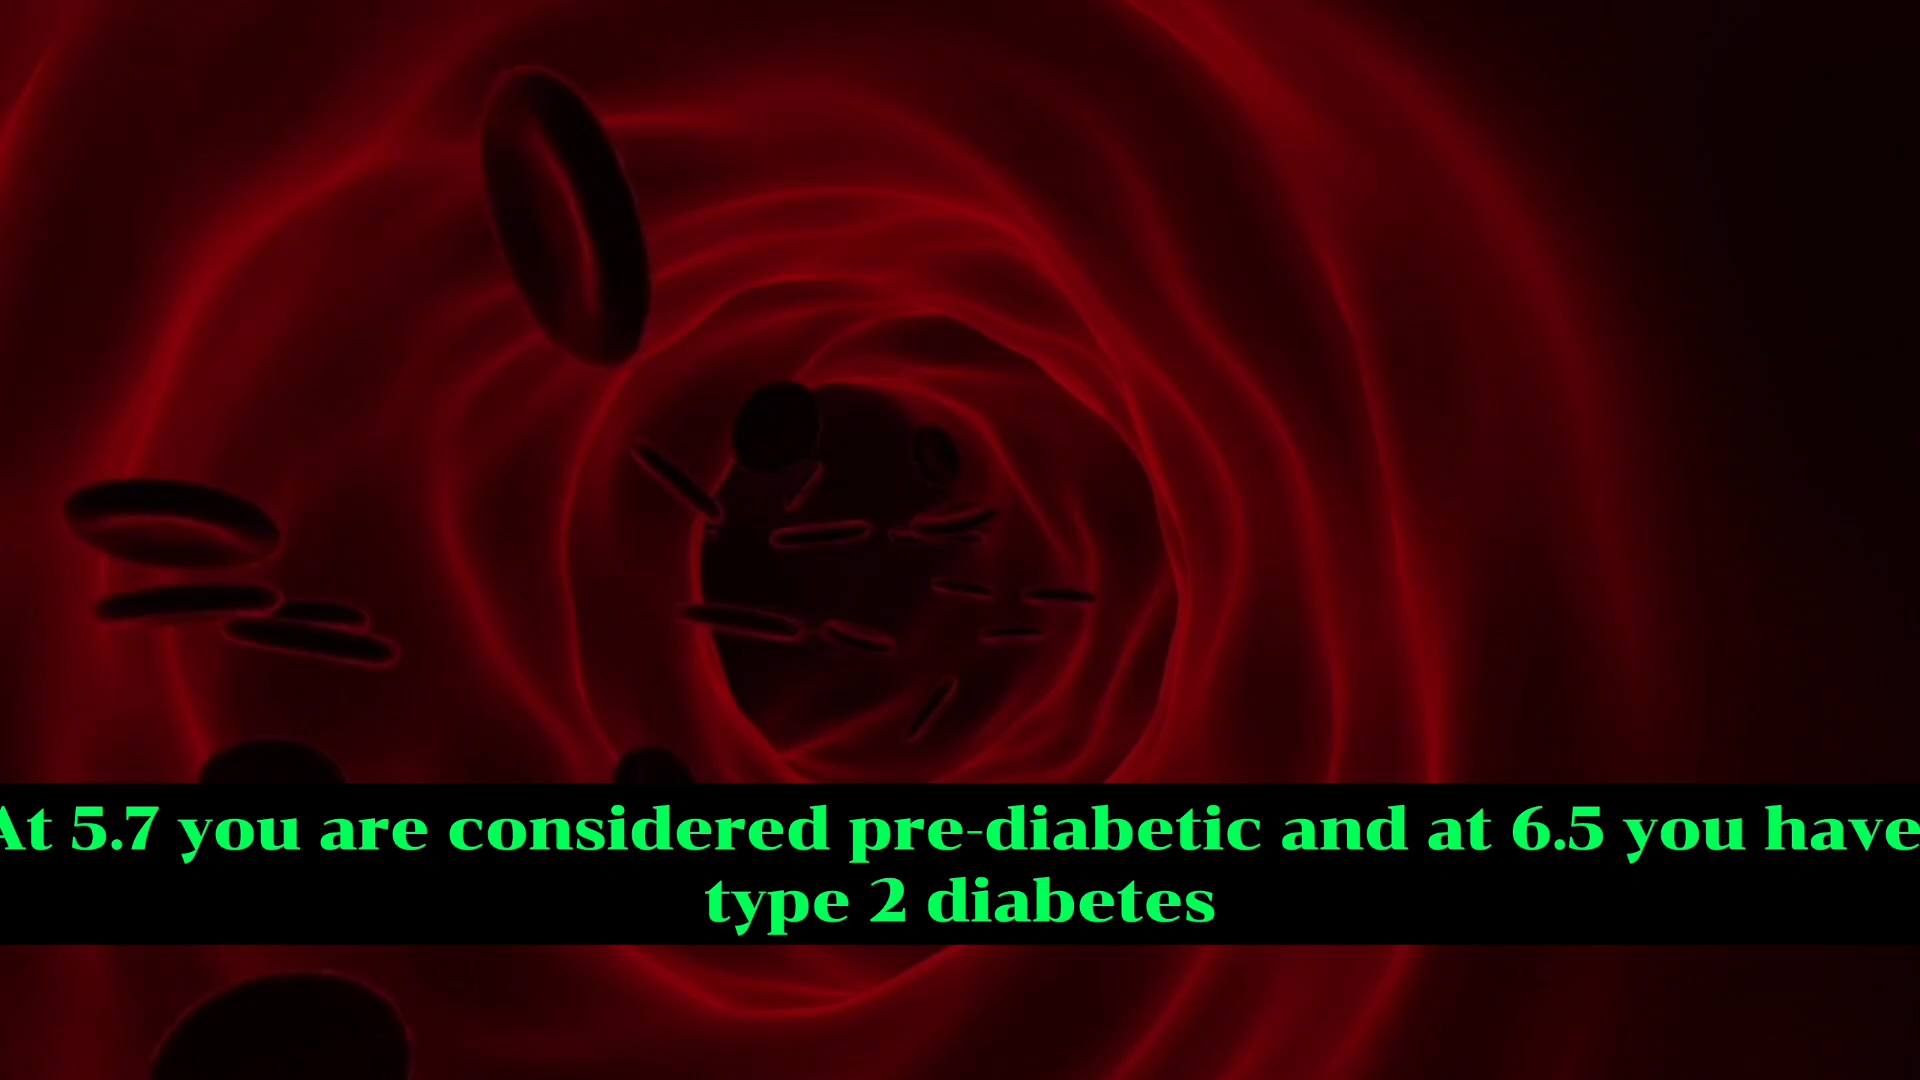 At 5.7 you are considered pre-diabetic and at 6.5 you have
type 2 diabetes